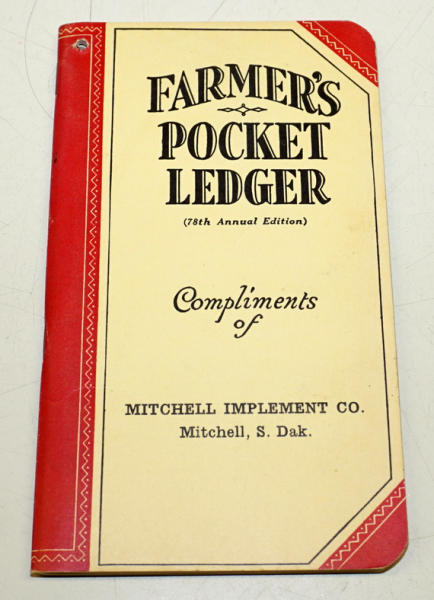 FARMER'S
POCKET
LEDGER
(78th Annual Edition)
Compliments
of
MITCHELL IMPLEMENT CO.
Mitchell, S. Dak.